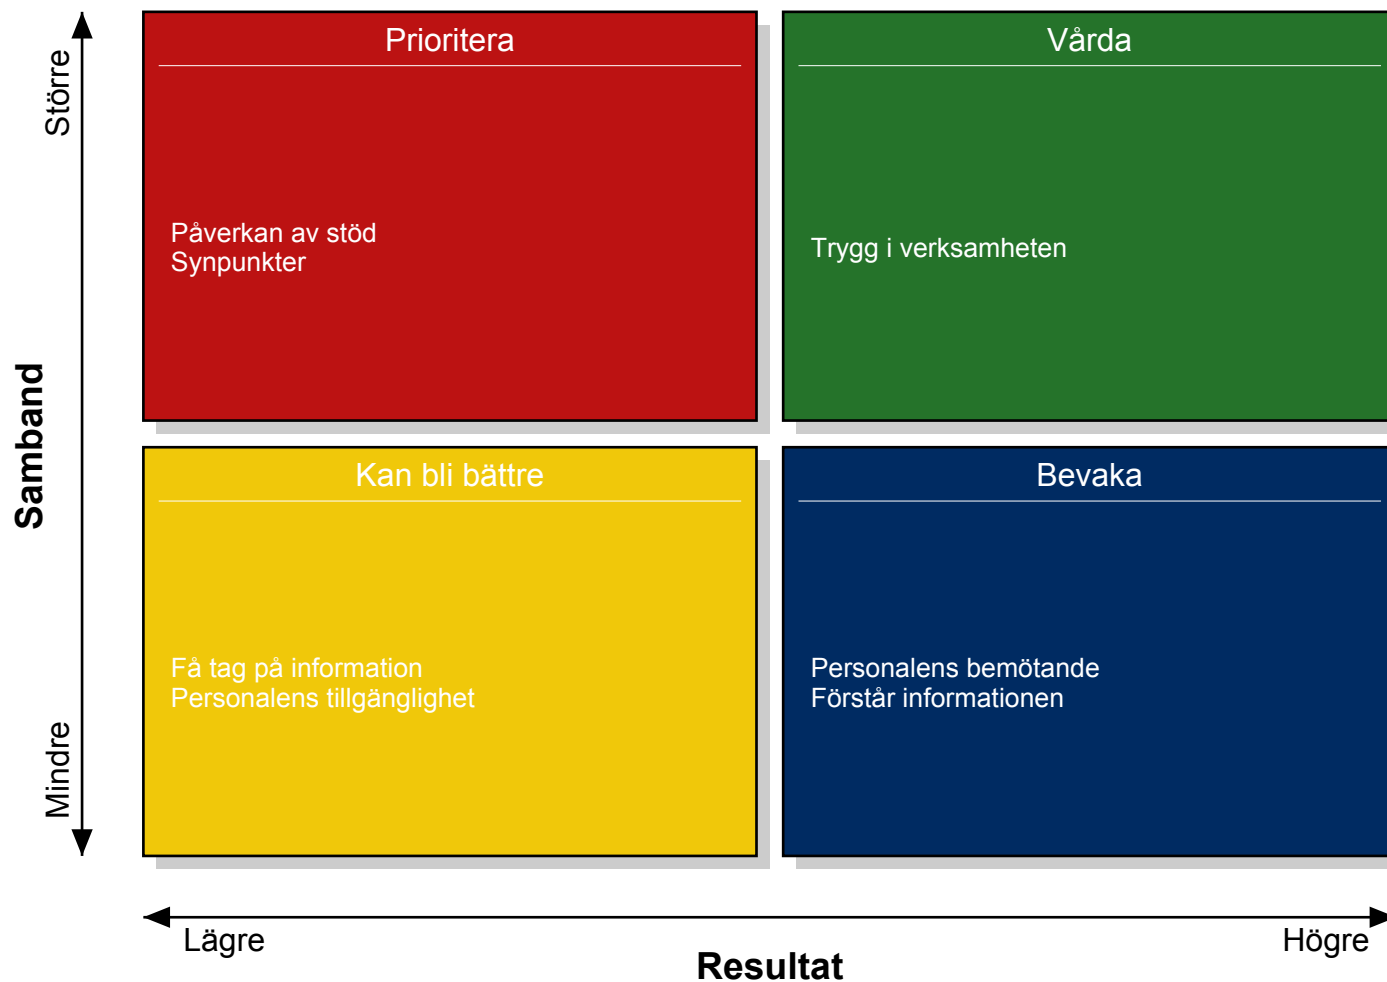 Prioritera
Vårda
Större
Påverkan av stöd
Synpunkter
Trygg i verksamheten
Samband
Kan bli bättre
Bevaka
Få tag på information
Personalens tillgänglighet
Personalens bemötande
Förstår informationen
Mindre
Lägre
Högre
Resultat